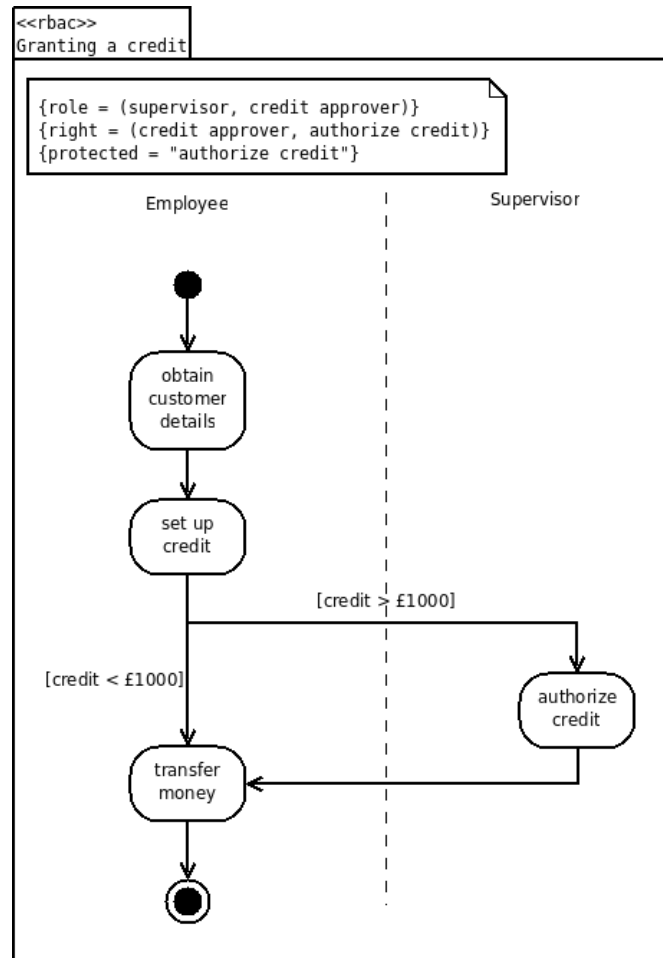 <<rbac>>
Granting a credit
{role = (supervisor, credit approver)}
{right = (credit approver, authorize credit)}
{protected = "authorize credit"}
Employee
Supervisor
obtain
customer
details
set up
credit
[credit > £1000]
[credit < £1000]
authorize
credit
transfer
money